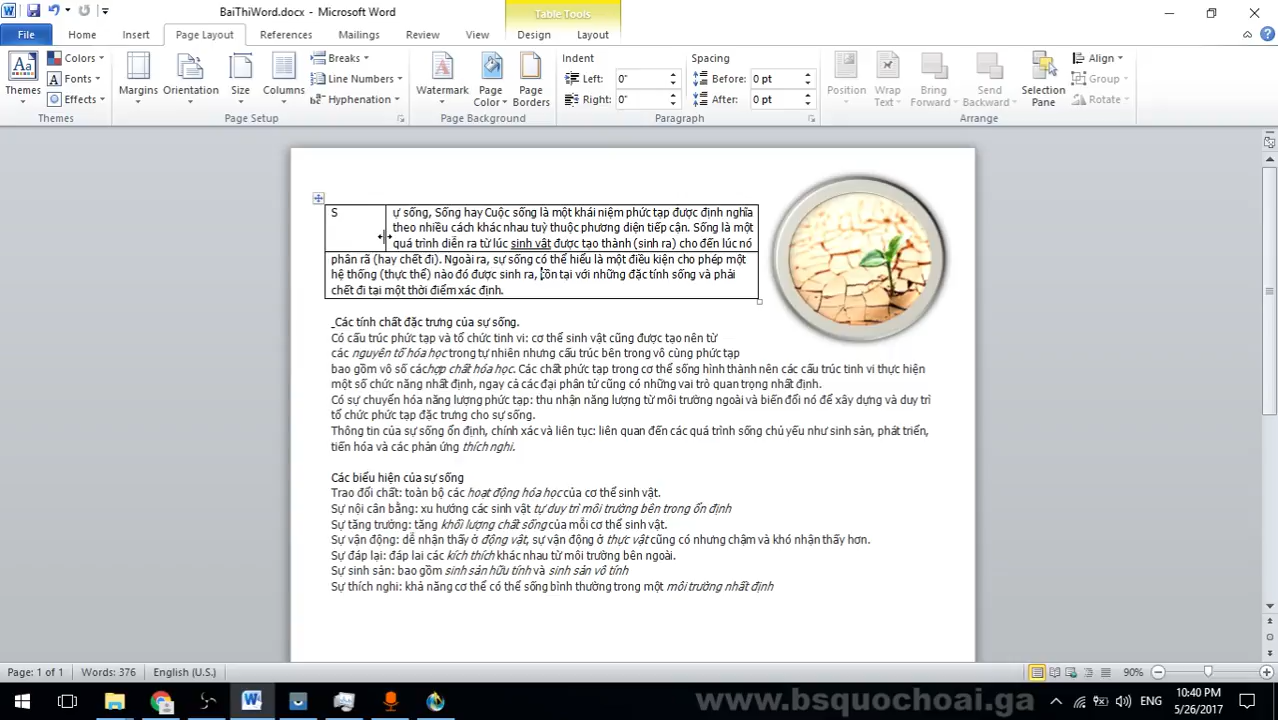 BaiThiWord.docx - Microsoft Word
Table Tools
File Home Insert Page Layout References Mailings Review View Design Layout
Themes
Colors
Fonts
Effects
Themes
Margins
Orientation
Size
Columns
Breaks
Line Numbers
Hyphenation
Page Setup
Watermark
Page Color
Page Borders
Page Background
Indent
Left: 0"
Right: 0"
Spacing
Before: 0 pt
After: 0 pt
Paragraph
Position
Wrap Text
Bring Forward
Send Backward
Selection Pane
Align
Group
Rotate
Arrange
S
ự sống, Sống hay Cuộc sống là một khái niệm phức tạp được định nghĩa
theo nhiều cách khác nhau tuỳ thuộc phương diện tiếp cận. Sống là một
quá trình diễn ra từ lúc sinh vật được tạo thành (sinh ra) cho đến lúc nó
phân rã (hay chết đi). Ngoài ra, sự sống có thể hiểu là một điều kiện cho phép một
hệ thống (thực thể) nào đó được sinh ra, tồn tại với những đặc tính sống và phải
chết đi tại một thời điểm xác định.
Các tính chất đặc trưng của sự sống.
Có cấu trúc phức tạp và tổ chức tinh vi: cơ thể sinh vật cũng được tạo nên từ
các nguyên tố hóa học trong tự nhiên nhưng cấu trúc bên trong vô cùng phức tạp
bao gồm vô số cáchợp chất hóa học. Các chất phức tạp trong cơ thể sống hình thành nên các cấu trúc tinh vi thực hiện
một số chức năng nhất định, ngay cả các đại phân tử cũng có những vai trò quan trọng nhất định.
Có sự chuyển hóa năng lượng phức tạp: thu nhận năng lượng từ môi trường ngoài và biến đổi nó để xây dựng và duy trì
tổ chức phức tạp đặc trưng cho sự sống.
Thông tin của sự sống ổn định, chính xác và liên tục: liên quan đến các quá trình sống chủ yếu như sinh sản, phát triển,
tiến hóa và các phản ứng thích nghi.
Các biểu hiện của sự sống
Trao đổi chất: toàn bộ các hoạt động hóa học của cơ thể sinh vật.
Sự nội cân bằng: xu hướng các sinh vật tự duy trì môi trường bên trong ổn định
Sự tăng trưởng: tăng khối lượng chất sống của mỗi cơ thể sinh vật.
Sự vận động: dễ nhận thấy ở động vật, sự vận động ở thực vật cũng có nhưng chậm và khó nhận thấy hơn.
Sự đáp lại: đáp lai các kích thích khác nhau từ môi trường bên ngoài.
Sự sinh sản: bao gồm sinh sản hữu tính và sinh sản vô tính
Sự thích nghi: khả năng cơ thể có thể sống bình thường trong một môi trường nhất định
Page: 1 of 1 Words: 376 English (U.S.) 90%
www.bsquochoai.ga
ENG
10:40 PM
5/26/2017